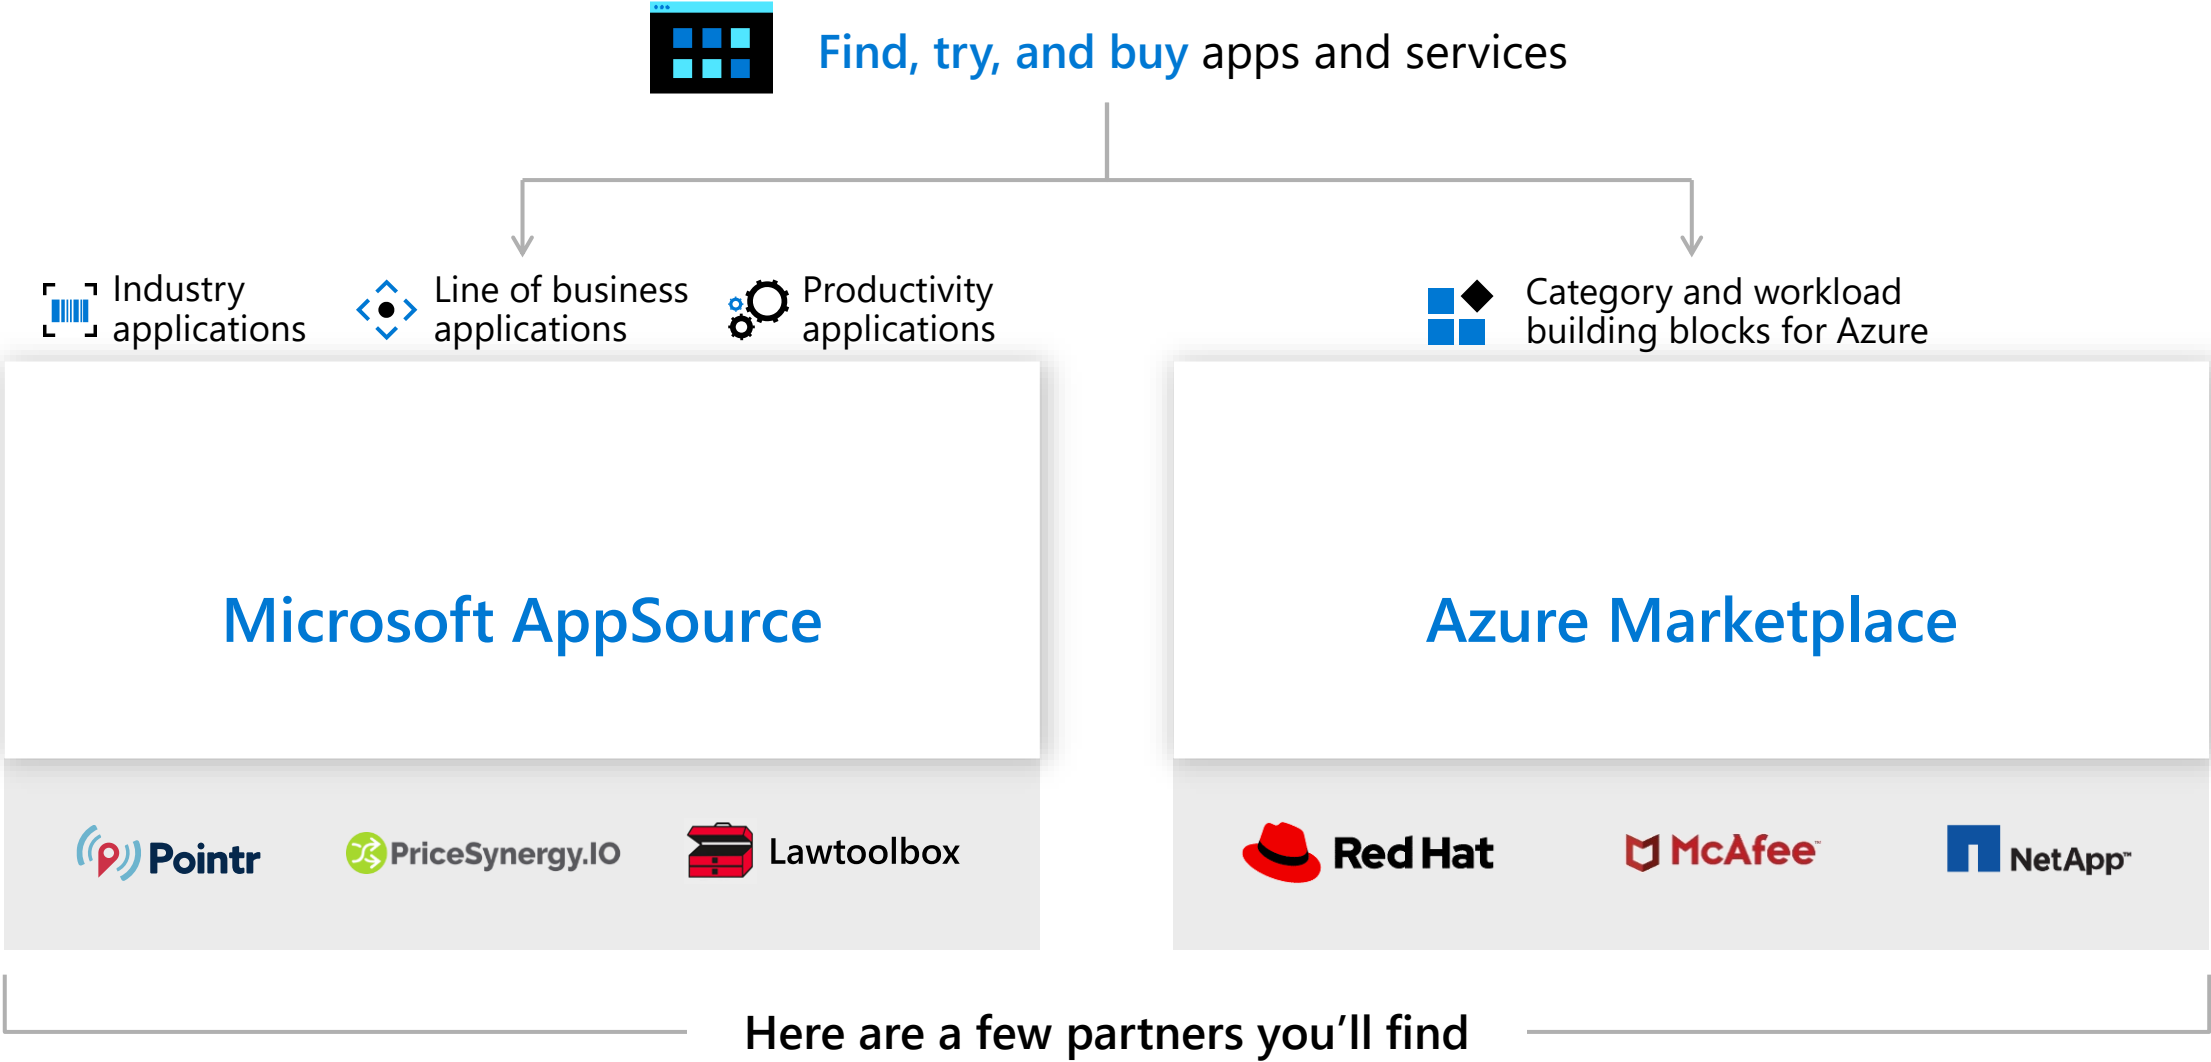 Find, try, and buy apps and services
Industry
applications
Line of business
applications
Productivity
applications
Category and workload
building blocks for Azure
Microsoft AppSource
Azure Marketplace
Pointr
PriceSynergy.IO
Lawtoolbox
Red Hat
McAfee™
NetApp™
Here are a few partners you’ll find